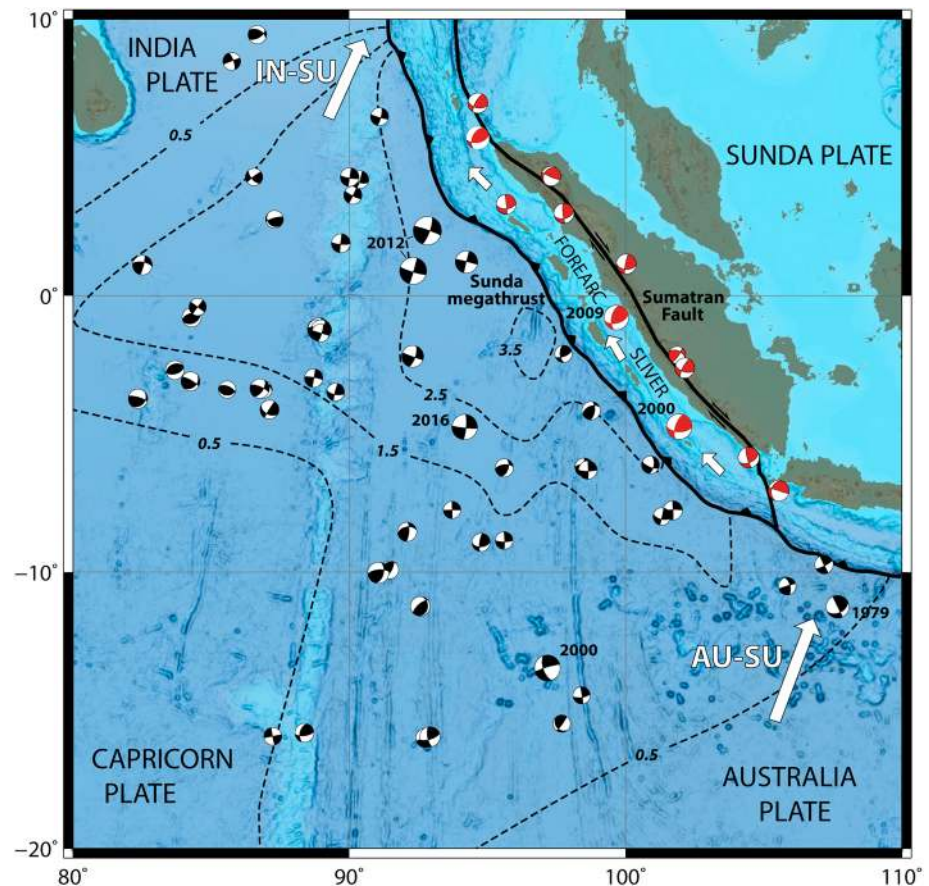 10°
INDIA
PLATE
IN-SU
0.5
SUNDA PLATE
2012
FOREARC
Sunda
megathrust
Sumatran
Fault
0°
2009
3.5
SLIVER
2.5
2000
2016
0.5
1.5
−10°
1979
2000
AU-SU
CAPRICORN
PLATE
0.5
AUSTRALIA
PLATE
−20°
80°
90°
100°
110°